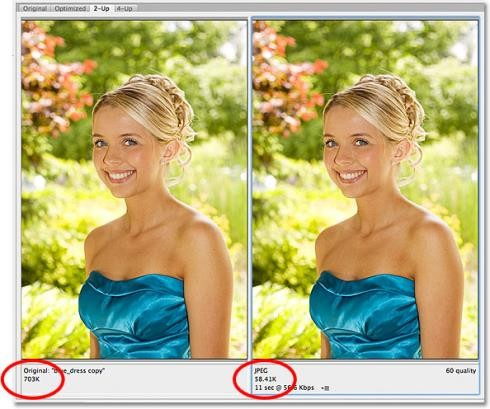 Original Optimized 2-Up 4-Up
Original: "blue_dress copy"
703K
JPEG
58.41K
11 sec @ 56.6 Kbps
60 quality